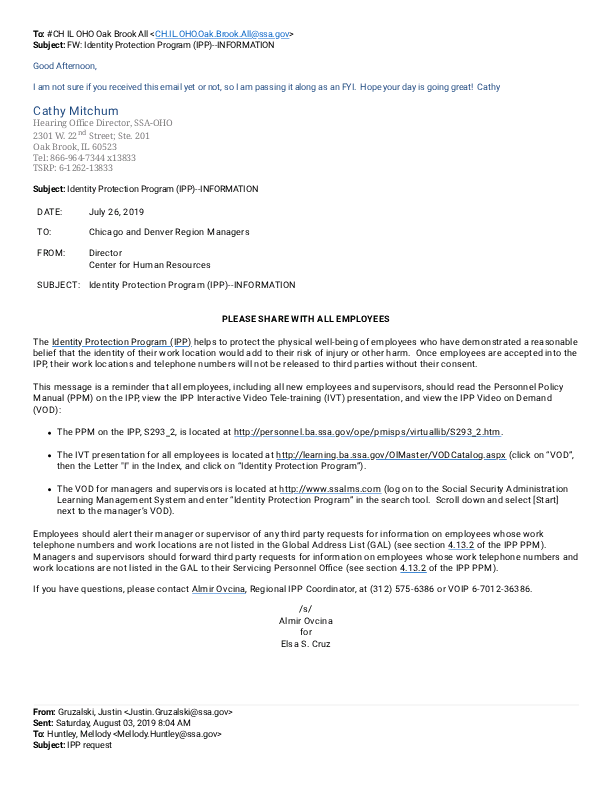 To: #CH IL OHO Oak Brook All <CH.IL.OHO.Oak.Brook.All@ssa.gov>
Subject: FW: Identity Protection Program (IPP)--INFORMATION
Good Afternoon,
I am not sure if you received this email yet or not, so I am passing it along as an FYI. Hope your day is going great! Cathy
Cathy Mitchum
Hearing Office Director, SSA-OHO
2301 W. 22nd Street; Ste. 201
Oak Brook, IL 60523
Tel: 866-964-7344 x13833
TSRP: 6-1262-13833
Subject: Identity Protection Program (IPP)--INFORMATION
DATE: July 26, 2019
TO: Chicago and Denver Region Managers
FROM: Director
Center for Human Resources
SUBJECT: Identity Protection Program (IPP)--INFORMATION
PLEASE SHARE WITH ALL EMPLOYEES
The Identity Protection Program (IPP) helps to protect the physical well-being of employees who have demonstrated a reasonable
belief that the identity of their work location would add to their risk of injury or other harm. Once employees are accepted into the
IPP, their work locations and telephone numbers will not be released to third parties without their consent.
This message is a reminder that all employees, including all new employees and supervisors, should read the Personnel Policy
Manual (PPM) on the IPP, view the IPP Interactive Video Tele-training (IVT) presentation, and view the IPP Video on Demand
(VOD):
• The PPM on the IPP, S293_2, is located at http://personnel.ba.ssa.gov/ope/pmisps/virtuallib/S293_2.htm.
• The IVT presentation for all employees is located at http://learning.ba.ssa.gov/OlMaster/VODCatalog.aspx (click on "VOD",
then the Letter "I" in the Index, and click on "Identity Protection Program").
• The VOD for managers and supervisors is located at http://www.ssalms.com (log on to the Social Security Administration
Learning Management System and enter "Identity Protection Program" in the search tool. Scroll down and select [Start]
next to the manager's VOD).
Employees should alert their manager or supervisor of any third party requests for information on employees whose work
telephone numbers and work locations are not listed in the Global Address List (GAL) (see section 4.13.2 of the IPP PPM).
Managers and supervisors should forward third party requests for information on employees whose work telephone numbers and
work locations are not listed in the GAL to their Servicing Personnel Office (see section 4.13.2 of the IPP PPM).
If you have questions, please contact Almir Ovcina, Regional IPP Coordinator, at (312) 575-6386 or VOIP 6-7012-36386.
/s/
Almir Ovcina
for
Elsa S. Cruz
From: Gruzalski, Justin <Justin.Gruzalski@ssa.gov>
Sent: Saturday, August 03, 2019 8:04 AM
To: Huntley, Mellody <Mellody.Huntley@ssa.gov>
Subject: IPP request